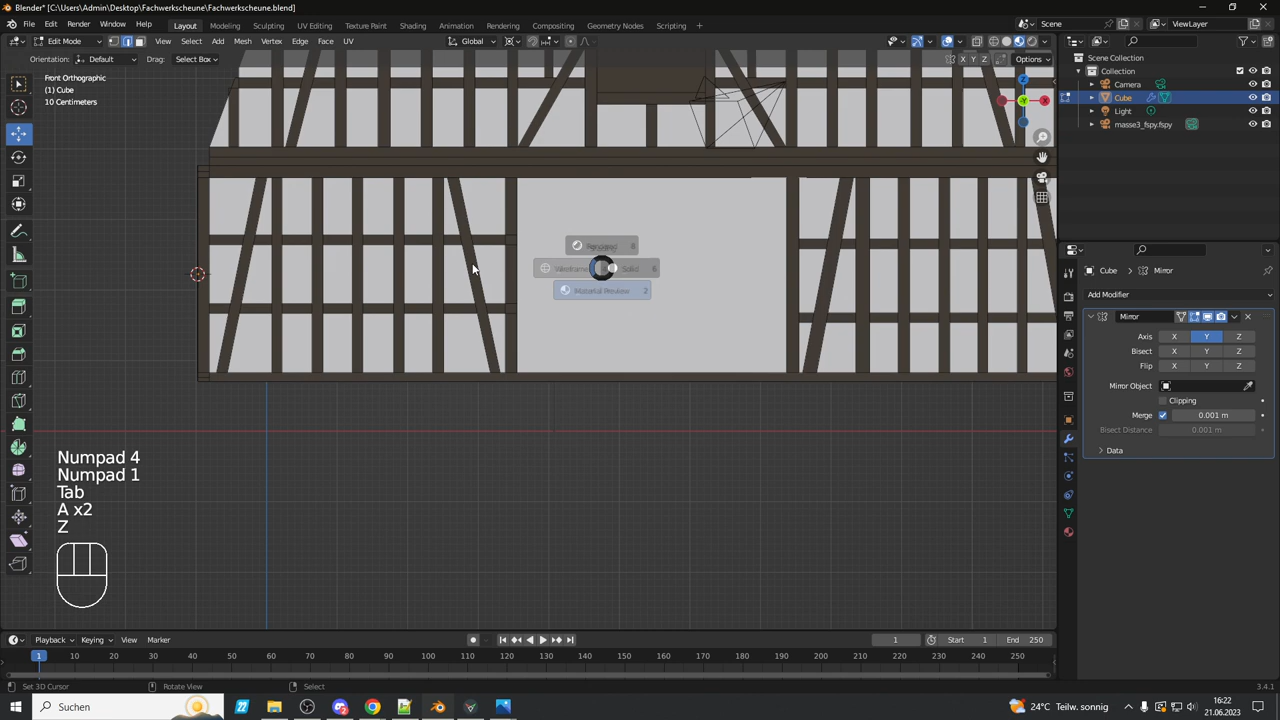 Blender* [C:\Users\Admin\Desktop\Fachwerkscheune\Fachwerkscheune.blend]
File Edit Render Window Help Layout Modeling Sculpting UV Editing Texture Paint Shading Animation Rendering Compositing Geometry Nodes Scripting + Scene ViewLayer
Edit Mode View Select Add Mesh Vertex Edge Face UV Global
Orientation: Default Drag: Select Box X Y Z Options
Front Orthographic
(1) Cube
10 Centimeters
Z
-Y X
Scene Collection
Collection
Camera
Cube
Light
masse3_fspy.fspy
Rendered 8
Wireframe Solid 6
Material Preview 2
Cube Mirror
Add Modifier
Mirror
Axis X Y Z
Bisect X Y Z
Flip X Y Z
Mirror Object
Clipping
Merge 0.001 m
Bisect Distance 0.001 m
Data
Numpad 4
Numpad 1
Tab
A x2
Z
Playback Keying View Marker 1 Start 1 End 250
1 10 20 30 40 50 60 70 80 90 100 110 120 130 140 150 160 170 180 190 200 210 220 230 240 250
Set 3D Cursor Rotate View Select 3.4.1
Suchen 24°C Teilw. sonnig 16:22
21.06.2023